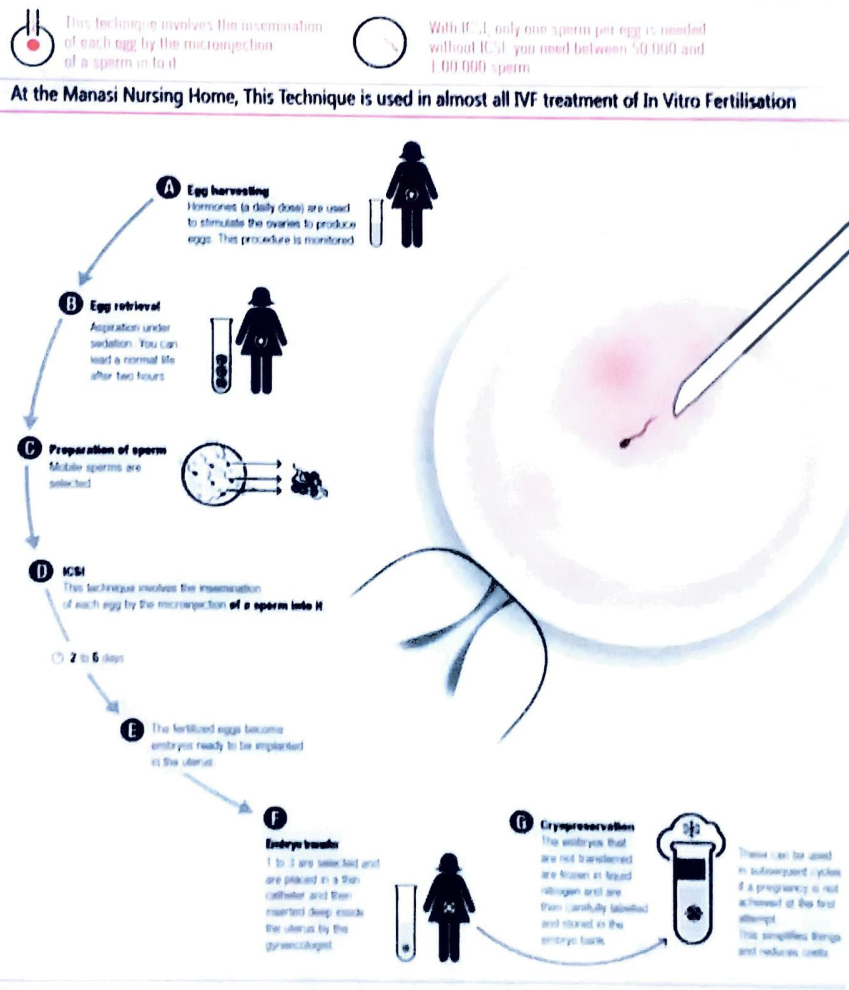 This technique involves the insemination
of each egg by the microinjection
of a sperm in to it
With ICSI, only one sperm per egg is needed
without ICSI, you need between 50.000 and
1.00.000 sperm
At the Manasi Nursing Home, This Technique is used in almost all IVF treatment of In Vitro Fertilisation
A Egg harvesting
Hormones (a daily dose) are used
to stimulate the ovaries to produce
eggs. This procedure is monitored
B Egg retrieval
Aspiration under
sedation. You can
lead a normal life
after two hours
C Preparation of sperm
Mobile sperms are
selected
D ICSI
This technique involves the insemination
of each egg by the microinjection of a sperm into it
2 to 6 days
E The fertilized eggs become
embryos ready to be implanted
in the uterus
F
Embryo transfer
1 to 3 are selected and
are placed in a thin
catheter and then
inserted deep inside
the uterus by the
gynaecologist
G Cryopreservation
The embryos that
are not transferred
are frozen in liquid
nitrogen and are
then carefully labelled
and stored in the
embryo bank
These can be used
in subsequent cycles
if a pregnancy is not
achieved at the first
attempt.
This simplifies things
and reduces costs